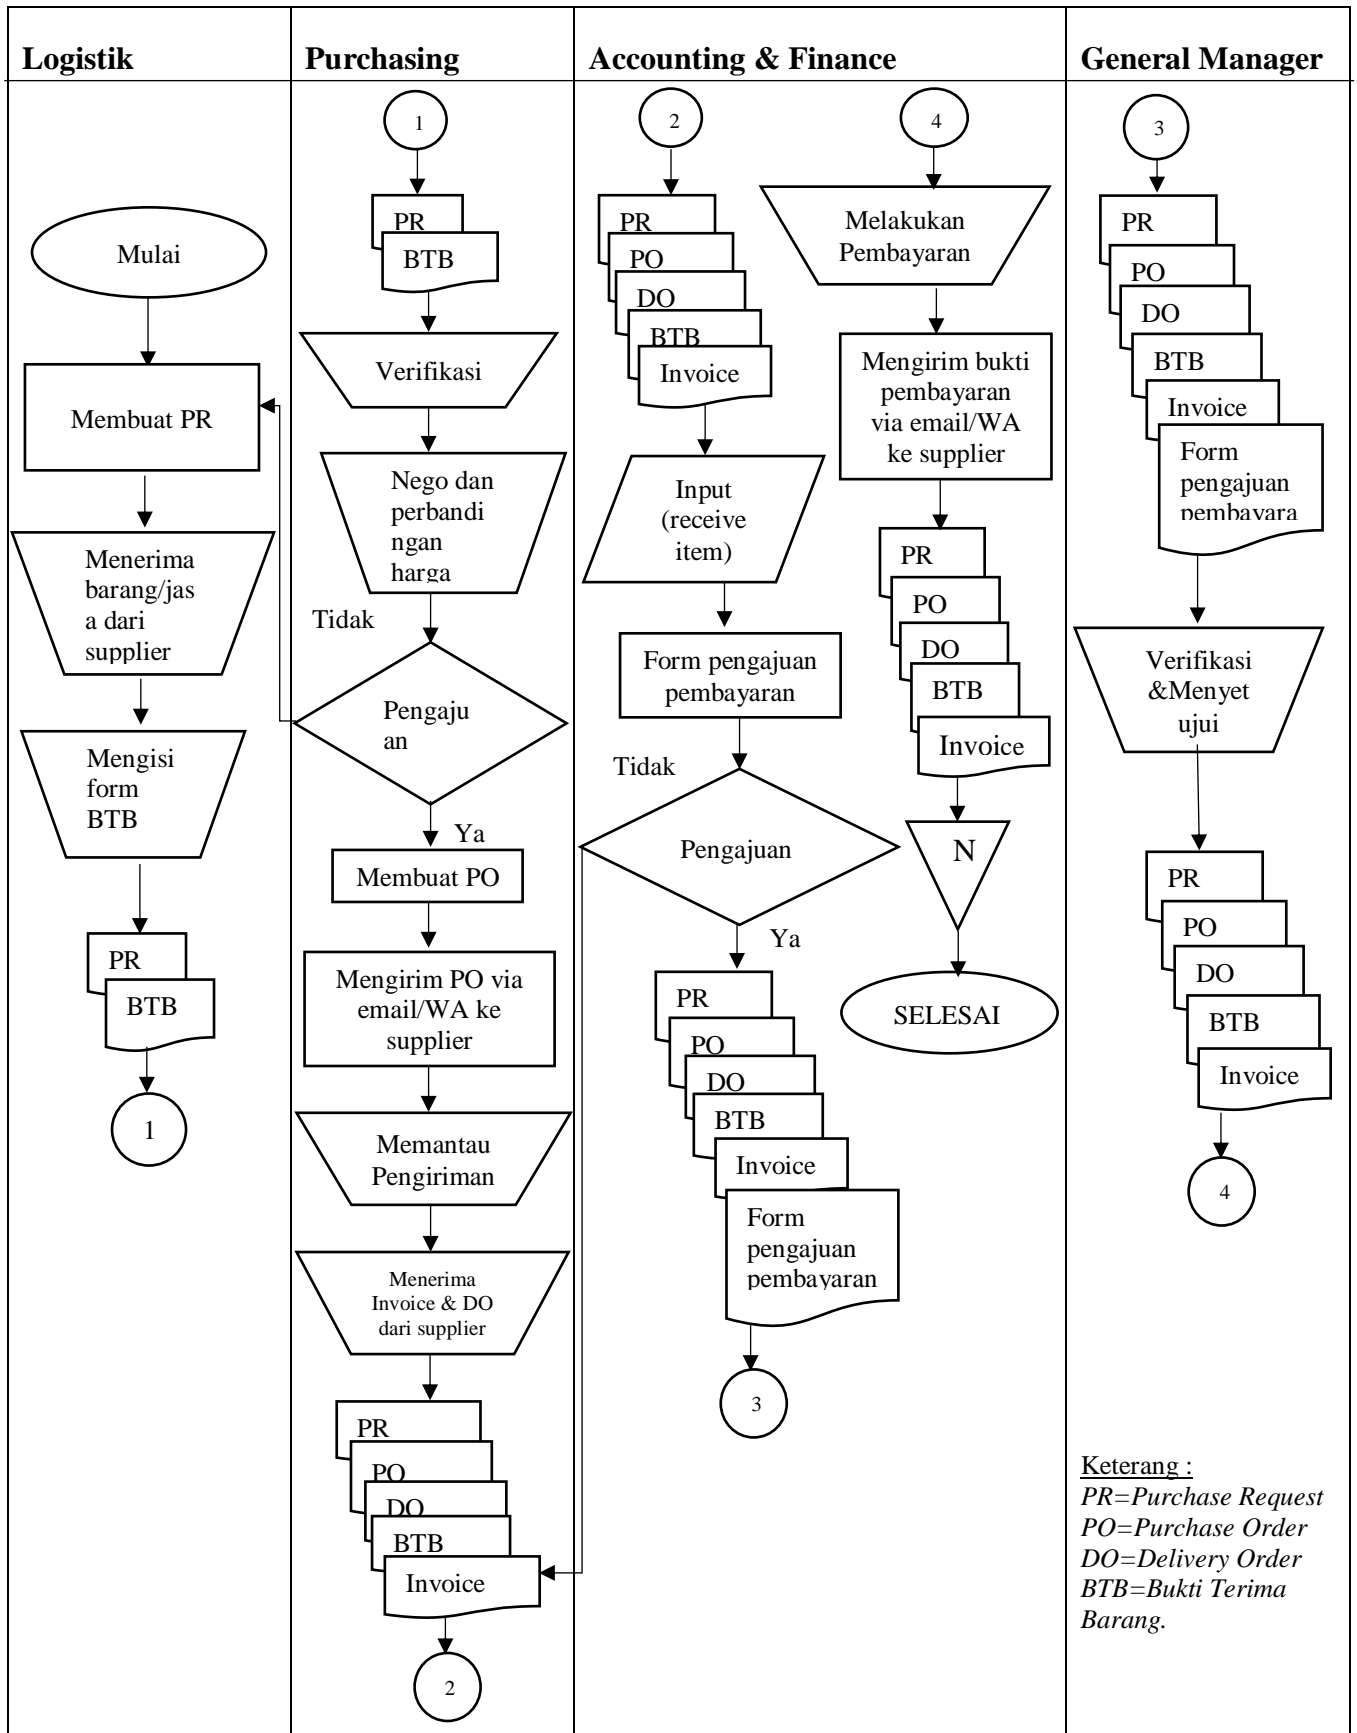 Logistik
Purchasing
Accounting & Finance
General Manager
Mulai
Membuat PR
Menerima
barang/jas
a dari
supplier
Mengisi
form
BTB
PR
BTB
1
1
PR
BTB
Verifikasi
Nego dan
perbandi
ngan
harga
Tidak
Pengaju
an
Ya
Membuat PO
Mengirim PO via
email/WA ke
supplier
Memantau
Pengiriman
Menerima
Invoice & DO
dari supplier
PR
PO
DO
BTB
Invoice
2
2
PR
PO
DO
BTB
Invoice
Input
(receive
item)
Form pengajuan
pembayaran
Tidak
Pengajuan
Ya
PR
PO
DO
BTB
Invoice
Form
pengajuan
pembayaran
3
4
Melakukan
Pembayaran
Mengirim bukti
pembayaran
via email/WA
ke supplier
PR
PO
DO
BTB
Invoice
N
SELESAI
3
PR
PO
DO
BTB
Invoice
Form
pengajuan
pembayara
Verifikasi
&Menyet
ujui
PR
PO
DO
BTB
Invoice
4
Keterang :
PR=Purchase Request
PO=Purchase Order
DO=Delivery Order
BTB=Bukti Terima
Barang.